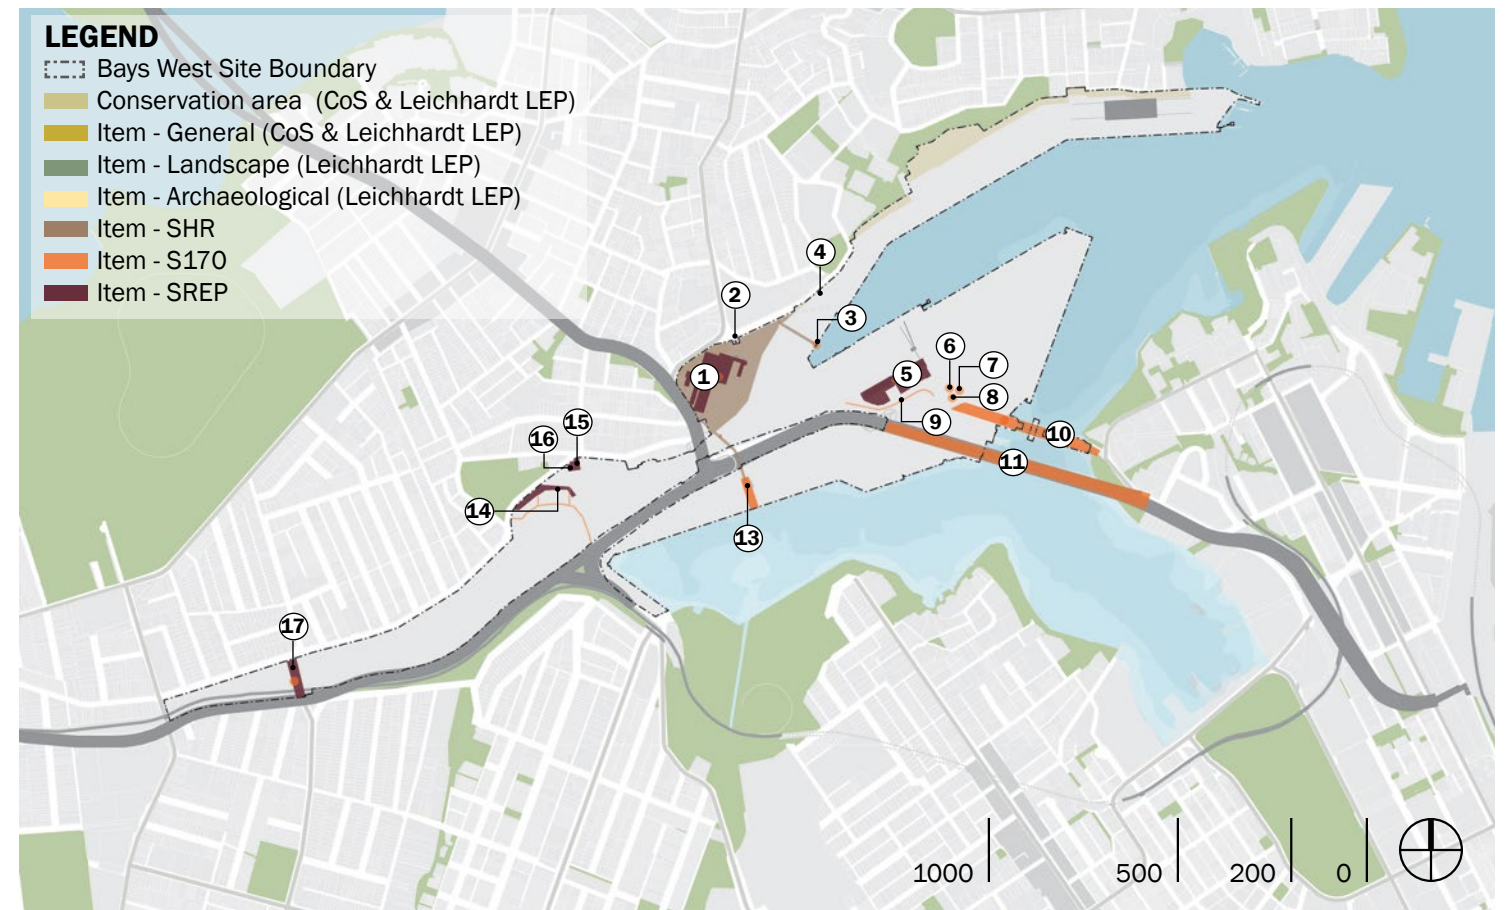 LEGEND
Bays West Site Boundary
Conservation area (CoS & Leichhardt LEP)
Item - General (CoS & Leichhardt LEP)
Item - Landscape (Leichhardt LEP)
Item - Archaeological (Leichhardt LEP)
Item - SHR
Item - S170
Item - SREP
4
2
3
6
7
1
5
8
15
9
16
10
11
14
13
17
1000 500 200 0